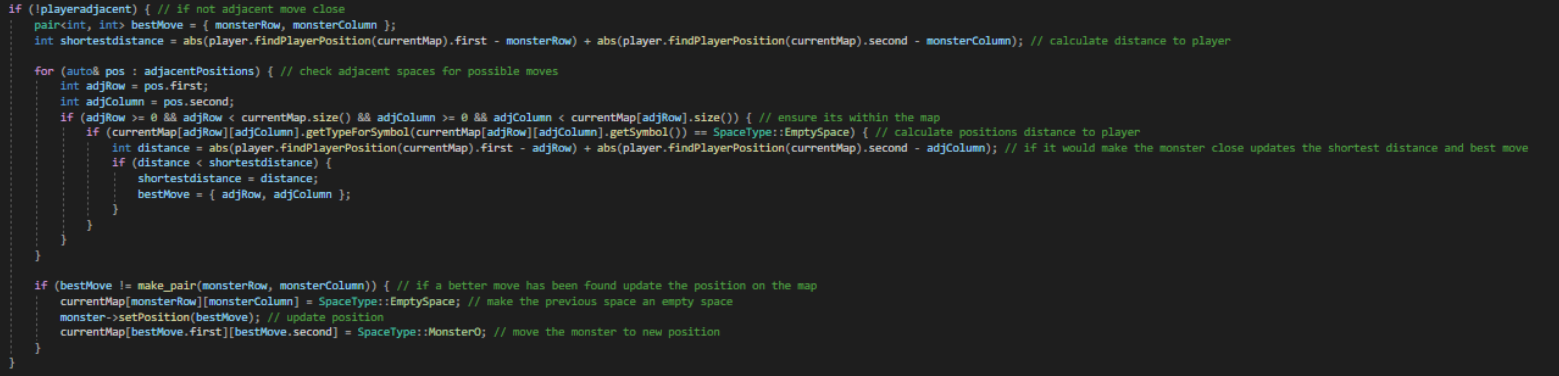 if (!playeradjacent) { // if not adjacent move close
    pair<int, int> bestMove = { monsterRow, monsterColumn };
    int shortestdistance = abs(player.findPlayerPosition(currentMap).first - monsterRow) + abs(player.findPlayerPosition(currentMap).second - monsterColumn); // calculate distance to player

    for (auto& pos : adjacentPositions) { // check adjacent spaces for possible moves
        int adjRow = pos.first;
        int adjColumn = pos.second;
        if (adjRow >= 0 && adjRow < currentMap.size() && adjColumn >= 0 && adjColumn < currentMap[adjRow].size()) { // ensure its within the map
            if (currentMap[adjRow][adjColumn].getTypeForSymbol(currentMap[adjRow][adjColumn].getSymbol()) == SpaceType::EmptySpace) { // calculate positions distance to player
                int distance = abs(player.findPlayerPosition(currentMap).first - adjRow) + abs(player.findPlayerPosition(currentMap).second - adjColumn); // if it would make the monster close updates the shortest distance and best move
                if (distance < shortestdistance) {
                    shortestdistance = distance;
                    bestMove = { adjRow, adjColumn };
                }
            }
        }
    }

    if (bestMove != make_pair(monsterRow, monsterColumn)) { // if a better move has been found update the position on the map
        currentMap[monsterRow][monsterColumn] = SpaceType::EmptySpace; // make the previous space an empty space
        monster->setPosition(bestMove); // update position
        currentMap[bestMove.first][bestMove.second] = SpaceType::MonsterO; // move the monster to new position
    }
}